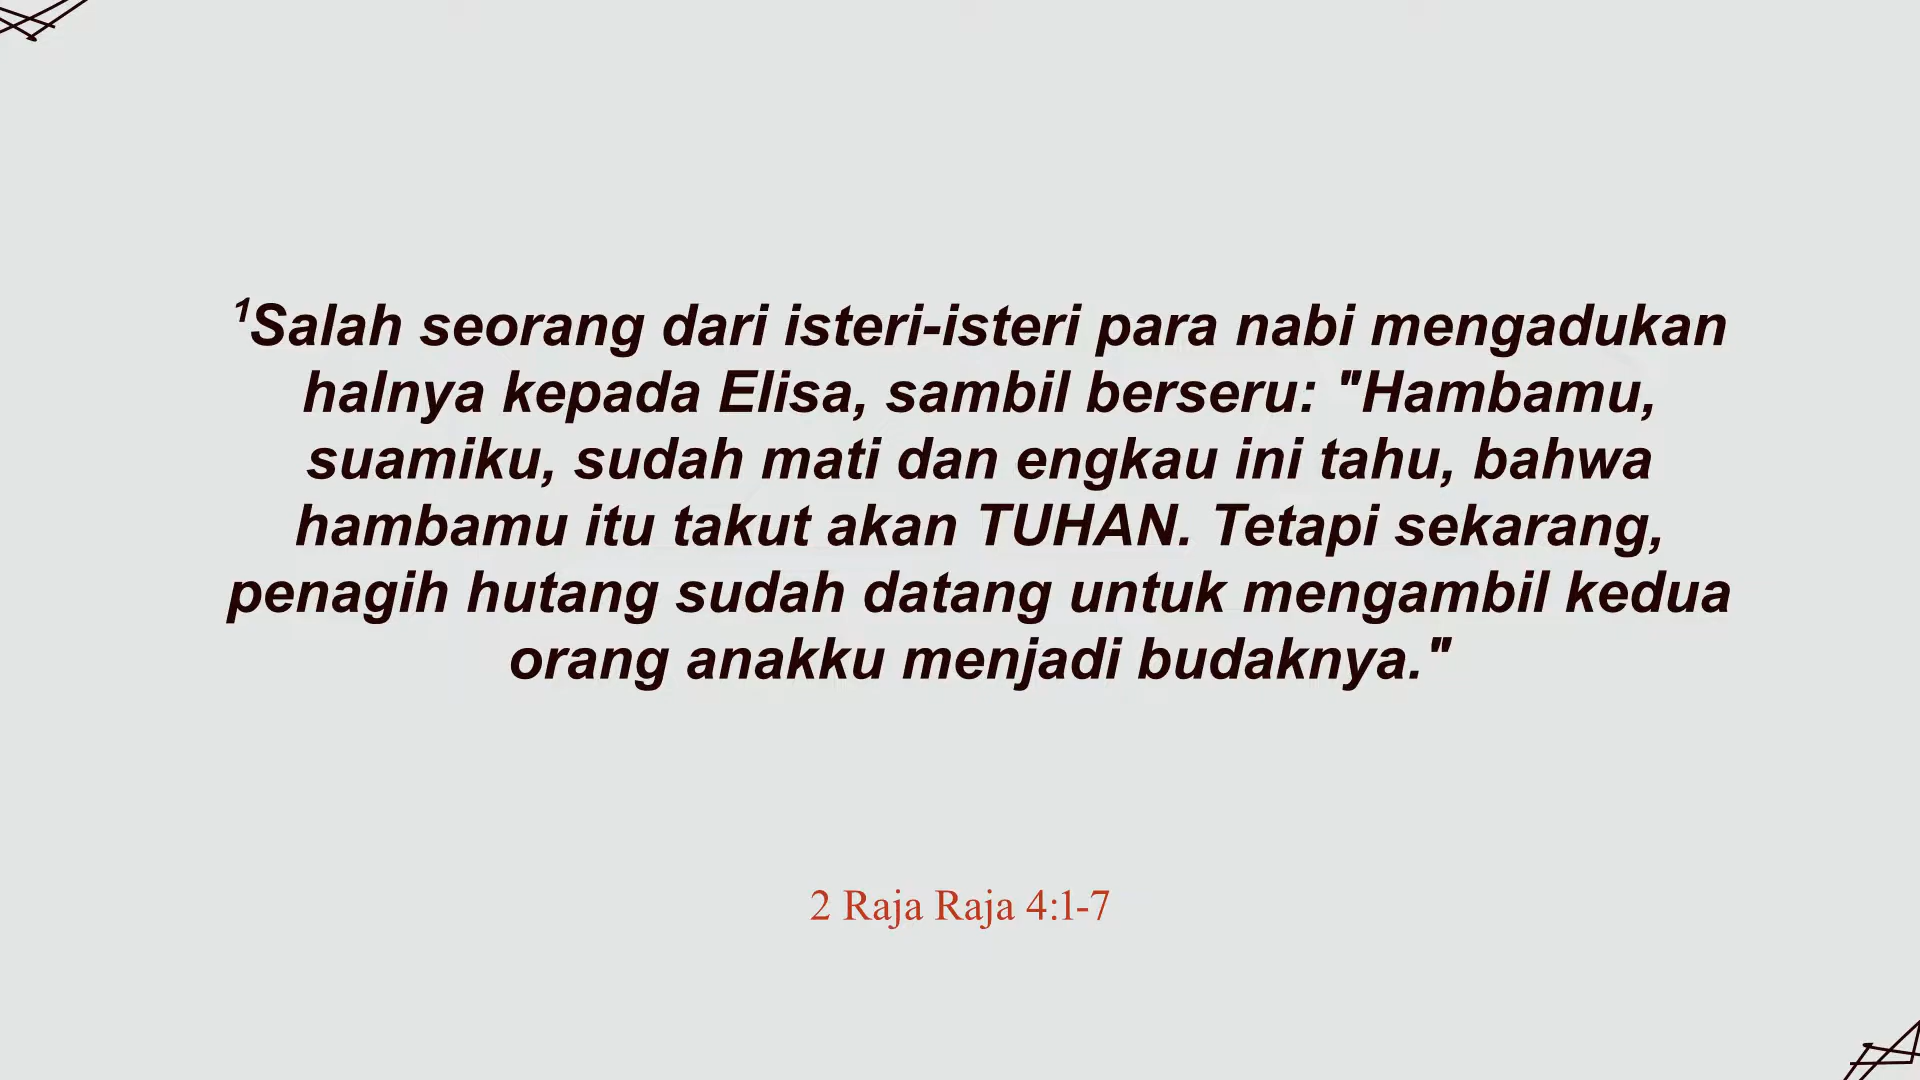 ¹Salah seorang dari isteri-isteri para nabi mengadukan
halnya kepada Elisa, sambil berseru: "Hambamu,
suamiku, sudah mati dan engkau ini tahu, bahwa
hambamu itu takut akan TUHAN. Tetapi sekarang,
penagih hutang sudah datang untuk mengambil kedua
orang anakku menjadi budaknya."
2 Raja Raja 4:1-7